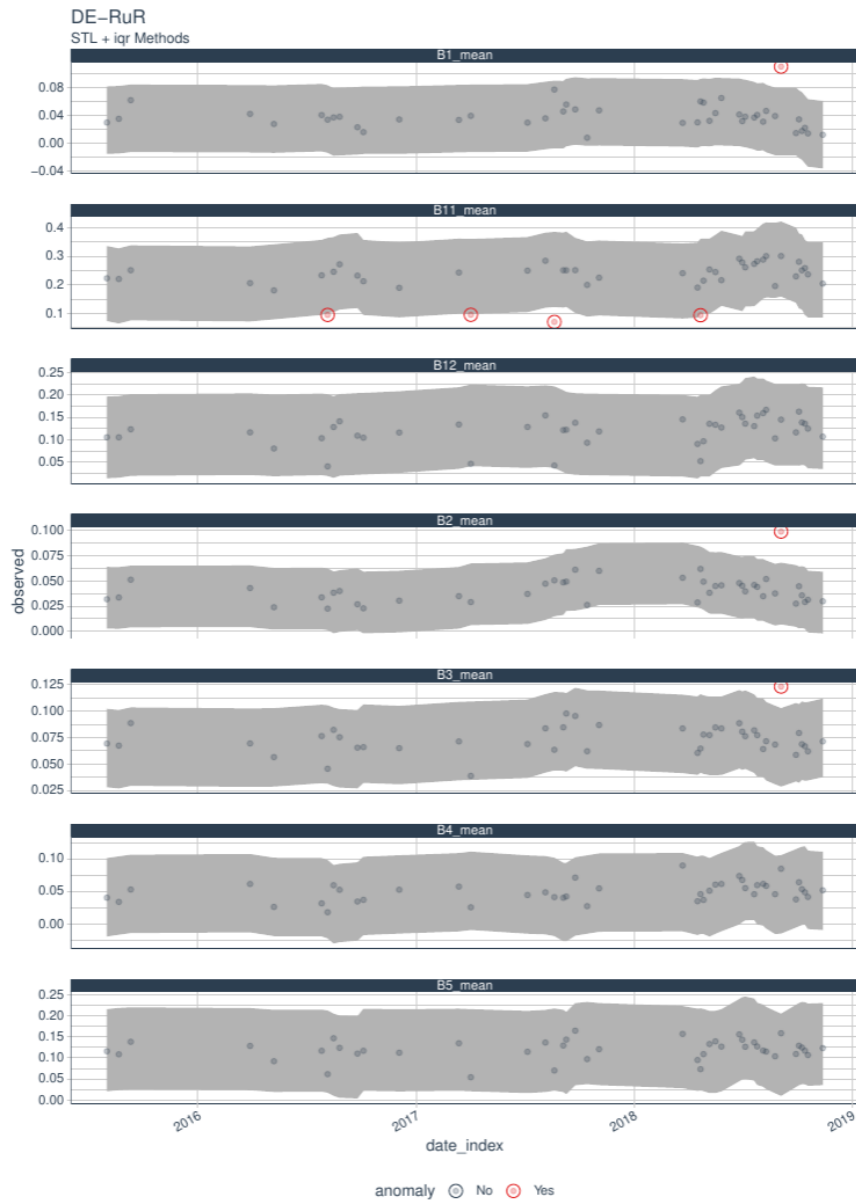 DE−RuR
STL + iqr Methods
B1_mean
0.08
0.04
0.00
−0.04
B11_mean
0.4
0.3
0.2
0.1
B12_mean
0.25
0.20
0.15
0.10
0.05
B2_mean
0.100
0.075
0.050
0.025
0.000
observed
B3_mean
0.125
0.100
0.075
0.050
0.025
B4_mean
0.10
0.05
0.00
B5_mean
0.25
0.20
0.15
0.10
0.05
0.00
2016 2017 2018 2019
date_index
anomaly No Yes